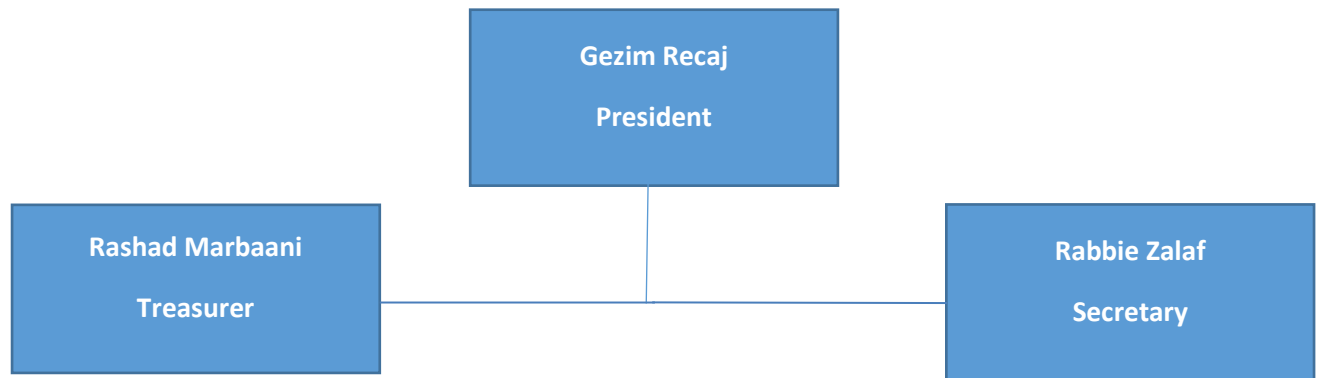 Gezim Recaj
President
Rashad Marbaani
Treasurer
Rabbie Zalaf
Secretary